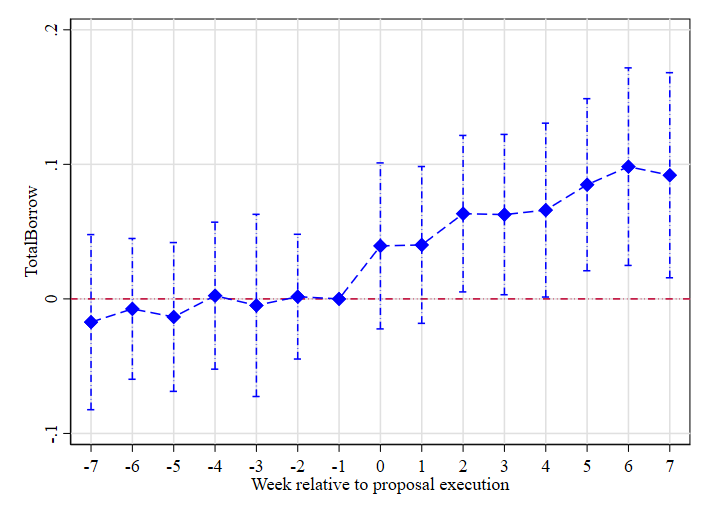 .2
.1
0
-.1
TotalBorrow
-7 -6 -5 -4 -3 -2 -1 0 1 2 3 4 5 6 7
Week relative to proposal execution